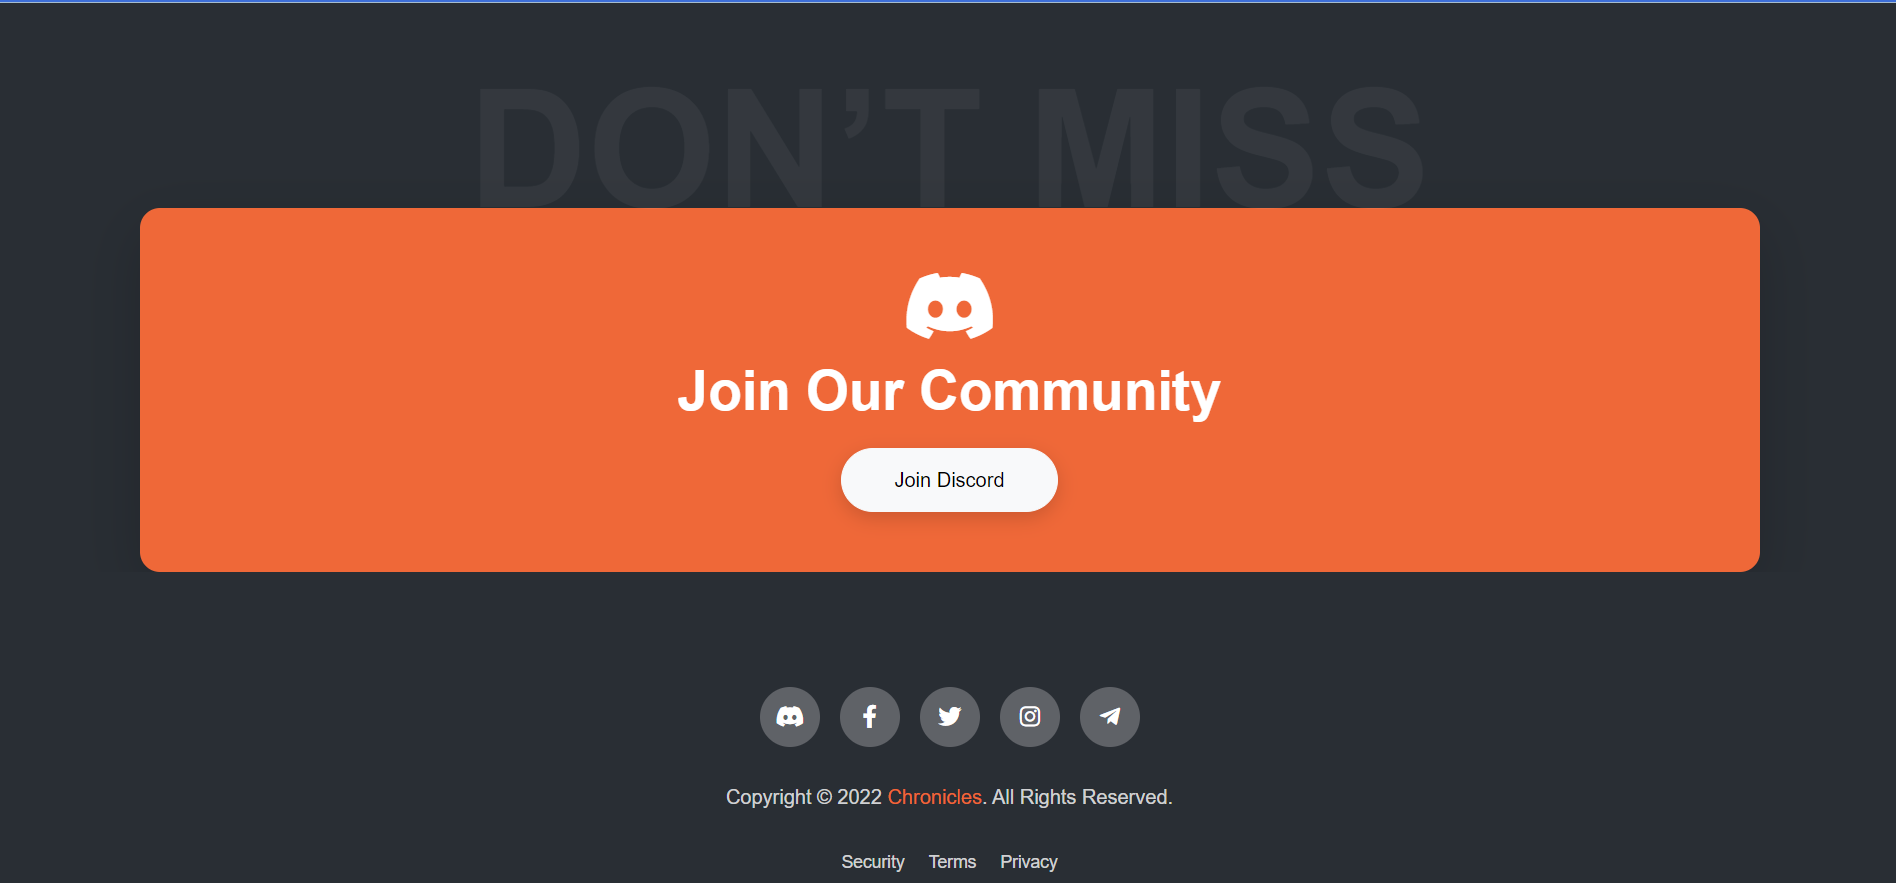 DON’T MISS
Join Our Community
Join Discord
Copyright © 2022 Chronicles. All Rights Reserved.
Security Terms Privacy